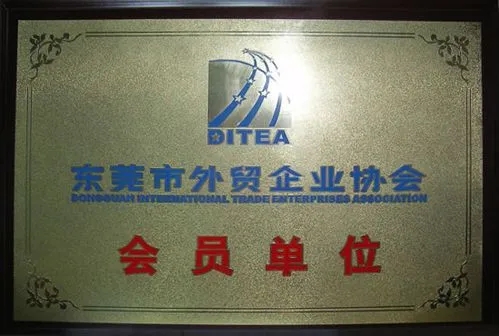 DITEA
东莞市外贸企业协会
DONGGUAN INTERNATIONAL TRADE ENTERPRISES ASSOCIATION
会员单位